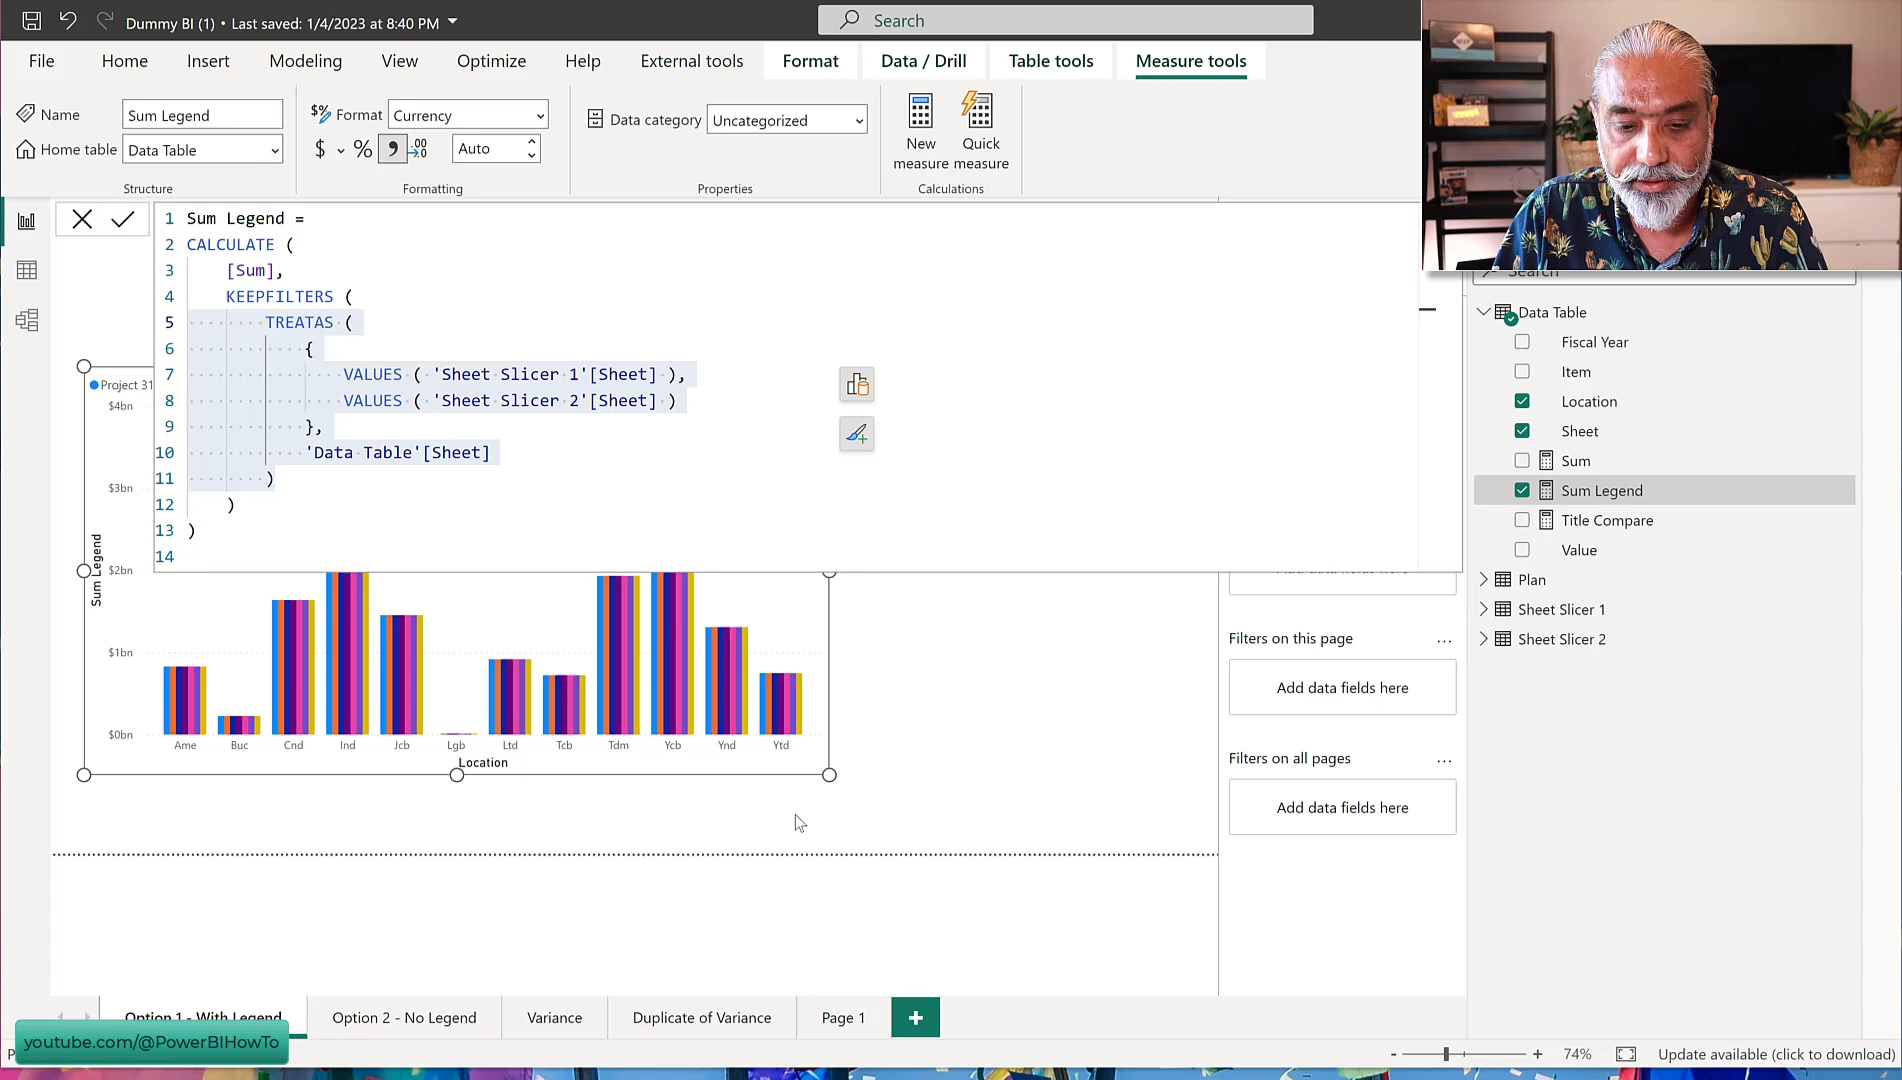 Dummy BI (1) • Last saved: 1/4/2023 at 8:40 PM
Search
File Home Insert Modeling View Optimize Help External tools Format Data / Drill Table tools Measure tools
Name Sum Legend
Home table Data Table
Structure
Format Currency
$ % 9 .00 →.0 Auto
Formatting
Data category Uncategorized
Properties
New measure
Quick measure
Calculations
1 Sum Legend =
2 CALCULATE (
3 [Sum],
4 KEEPFILTERS (
5 TREATAS (
6 {
7 VALUES ( 'Sheet Slicer 1'[Sheet] ),
8 VALUES ( 'Sheet Slicer 2'[Sheet] )
9 },
10 'Data Table'[Sheet]
11 )
12 )
13 )
14
Project 31
$4bn
$3bn
$2bn
$1bn
$0bn
Sum Legend
Ame Buc Cnd Ind Jcb Lgb Ltd Tcb Tdm Ycb Ynd Ytd
Location
Filters on this page ...
Add data fields here
Filters on all pages ...
Add data fields here
Search
Data Table
Fiscal Year
Item
Location
Sheet
Sum
Sum Legend
Title Compare
Value
Plan
Sheet Slicer 1
Sheet Slicer 2
Option 1 - With Legend Option 2 - No Legend Variance Duplicate of Variance Page 1 +
youtube.com/@PowerBIHowTo
- + 74% Update available (click to download)